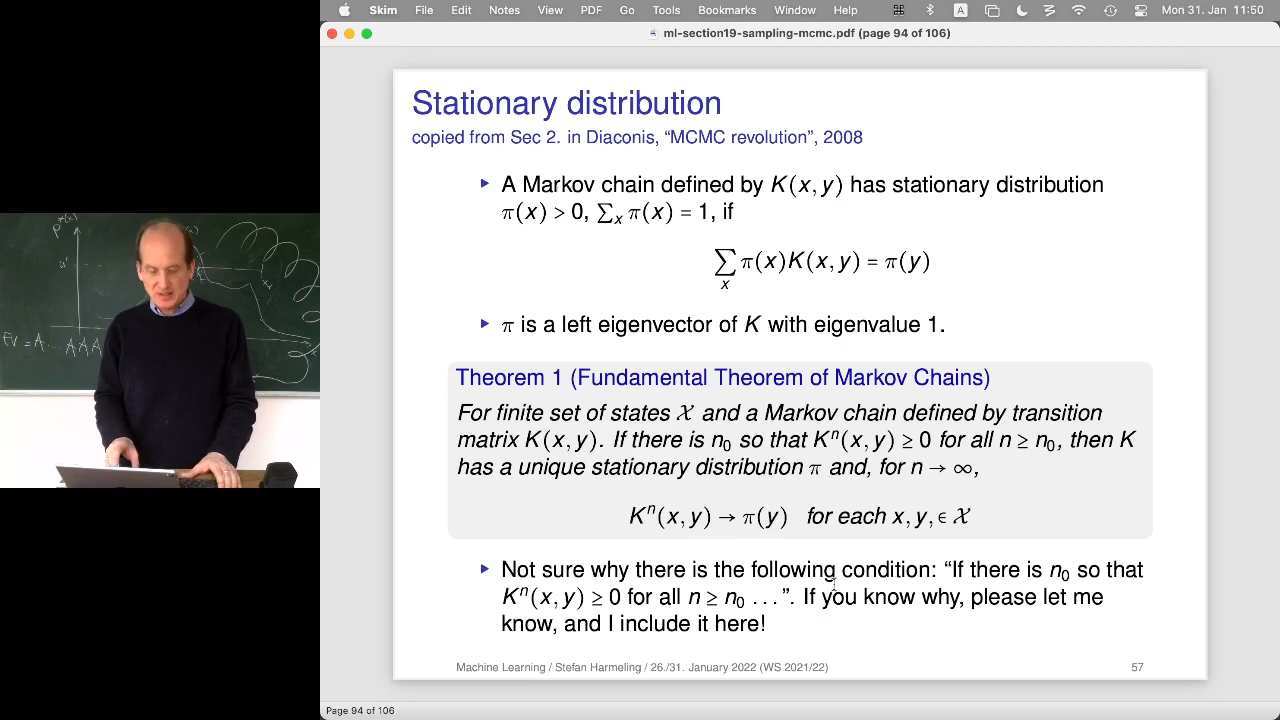 Skim File Edit Notes View PDF Go Tools Bookmarks Window Help A Mon 31. Jan 11:50
ml-section19-sampling-mcmc.pdf (page 94 of 106)
Stationary distribution
copied from Sec 2. in Diaconis, “MCMC revolution”, 2008
▸ A Markov chain defined by K(x, y) has stationary distribution
π(x) > 0, ∑x π(x) = 1, if
∑ π(x)K(x, y) = π(y)
x
▸ π is a left eigenvector of K with eigenvalue 1.
Theorem 1 (Fundamental Theorem of Markov Chains)
For finite set of states 𝒳 and a Markov chain defined by transition
matrix K(x, y). If there is n₀ so that Kⁿ(x, y) ≥ 0 for all n ≥ n₀, then K
has a unique stationary distribution π and, for n → ∞,
Kⁿ(x, y) → π(y) for each x, y, ∈ 𝒳
▸ Not sure why there is the following condition: “If there is n₀ so that
Kⁿ(x, y) ≥ 0 for all n ≥ n₀ ...”. If you know why, please let me
know, and I include it here!
Machine Learning / Stefan Harmeling / 26./31. January 2022 (WS 2021/22) 57
Page 94 of 106
EV = A... AAA